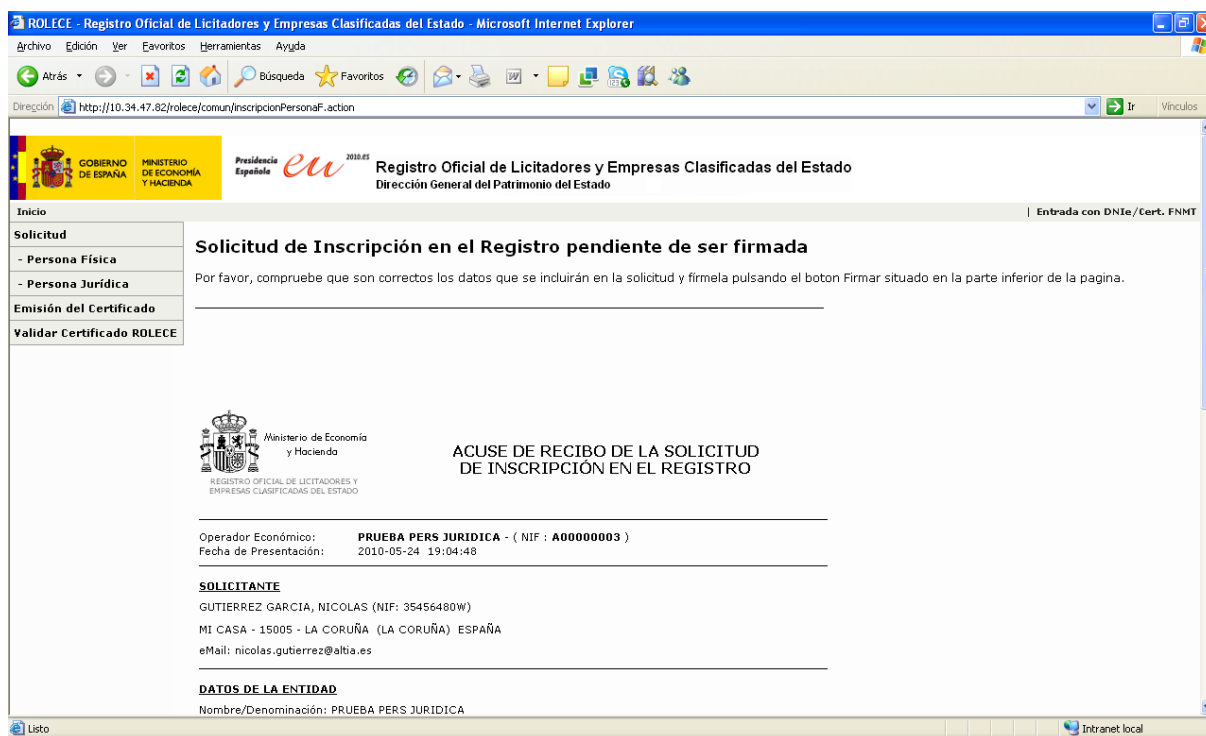 ROLECE - Registro Oficial de Licitadores y Empresas Clasificadas del Estado - Microsoft Internet Explorer
Archivo Edición Ver Favoritos Herramientas Ayuda
Atrás Búsqueda Favoritos
Dirección http://10.34.47.82/rolece/comun/inscripcionPersonaF.action Ir Vínculos
GOBIERNO DE ESPAÑA
MINISTERIO DE ECONOMÍA Y HACIENDA
Presidencia Española eu 2010.es
Registro Oficial de Licitadores y Empresas Clasificadas del Estado
Dirección General del Patrimonio del Estado
Inicio | Entrada con DNIe/Cert. FNMT
Solicitud
- Persona Física
- Persona Jurídica
Emisión del Certificado
Validar Certificado ROLECE
Solicitud de Inscripción en el Registro pendiente de ser firmada
Por favor, compruebe que son correctos los datos que se incluirán en la solicitud y fírmela pulsando el boton Firmar situado en la parte inferior de la pagina.
Ministerio de Economía
y Hacienda
REGISTRO OFICIAL DE LICITADORES Y
EMPRESAS CLASIFICADAS DEL ESTADO
ACUSE DE RECIBO DE LA SOLICITUD
DE INSCRIPCIÓN EN EL REGISTRO
Operador Económico: PRUEBA PERS JURIDICA - ( NIF : A00000003 )
Fecha de Presentación: 2010-05-24 19:04:48
SOLICITANTE
GUTIERREZ GARCIA, NICOLAS (NIF: 35456480W)
MI CASA - 15005 - LA CORUÑA (LA CORUÑA) ESPAÑA
eMail: nicolas.gutierrez@altia.es
DATOS DE LA ENTIDAD
Nombre/Denominación: PRUEBA PERS JURIDICA
Listo Intranet local